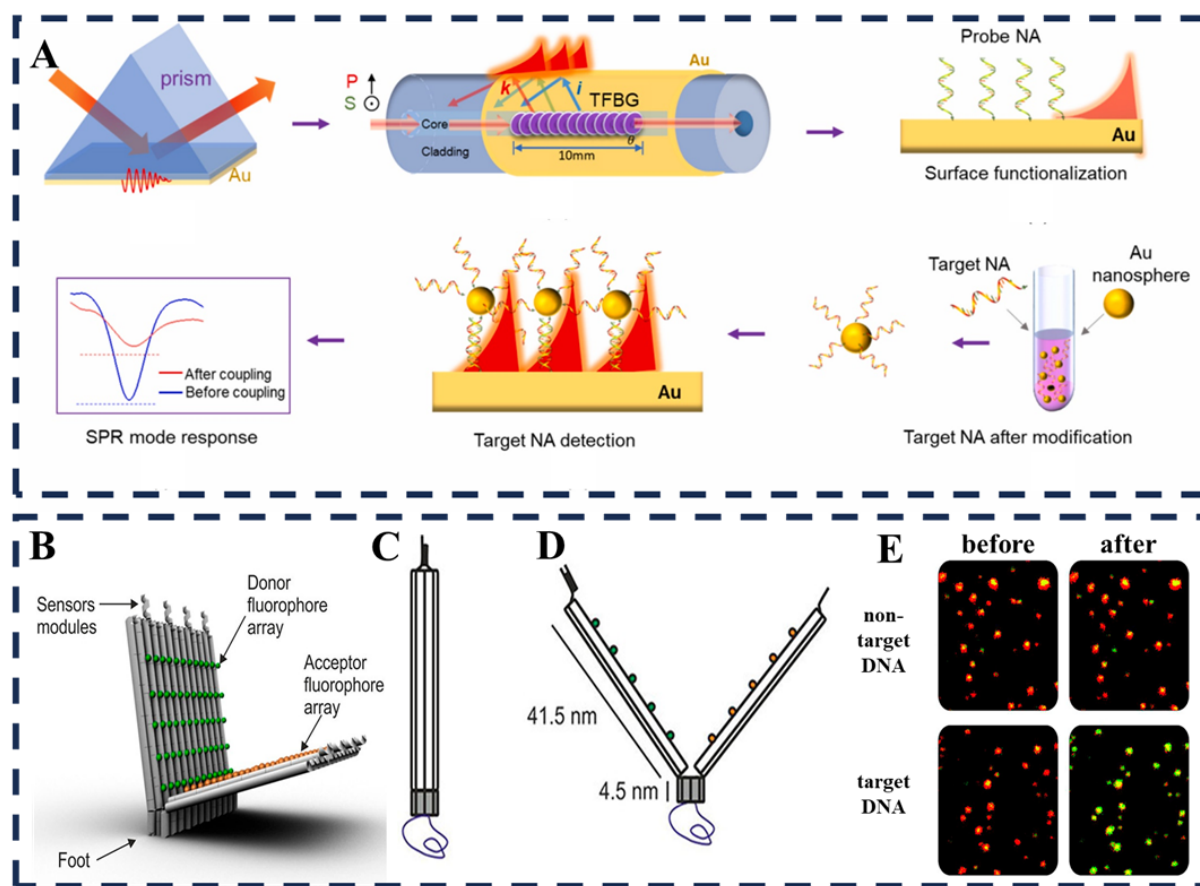 A
prism
Au
P
S
k
i
Au
TFBG
Core
Cladding
θ
10mm
Probe NA
Au
Surface functionalization
After coupling
Before coupling
SPR mode response
Au
Target NA detection
Target NA
Au
nanosphere
Target NA after modification
B
Sensors
modules
Donor
fluorophore
array
Acceptor
fluorophore
array
Foot
C
D
41.5 nm
4.5 nm
E
before
after
non-
target
DNA
target
DNA